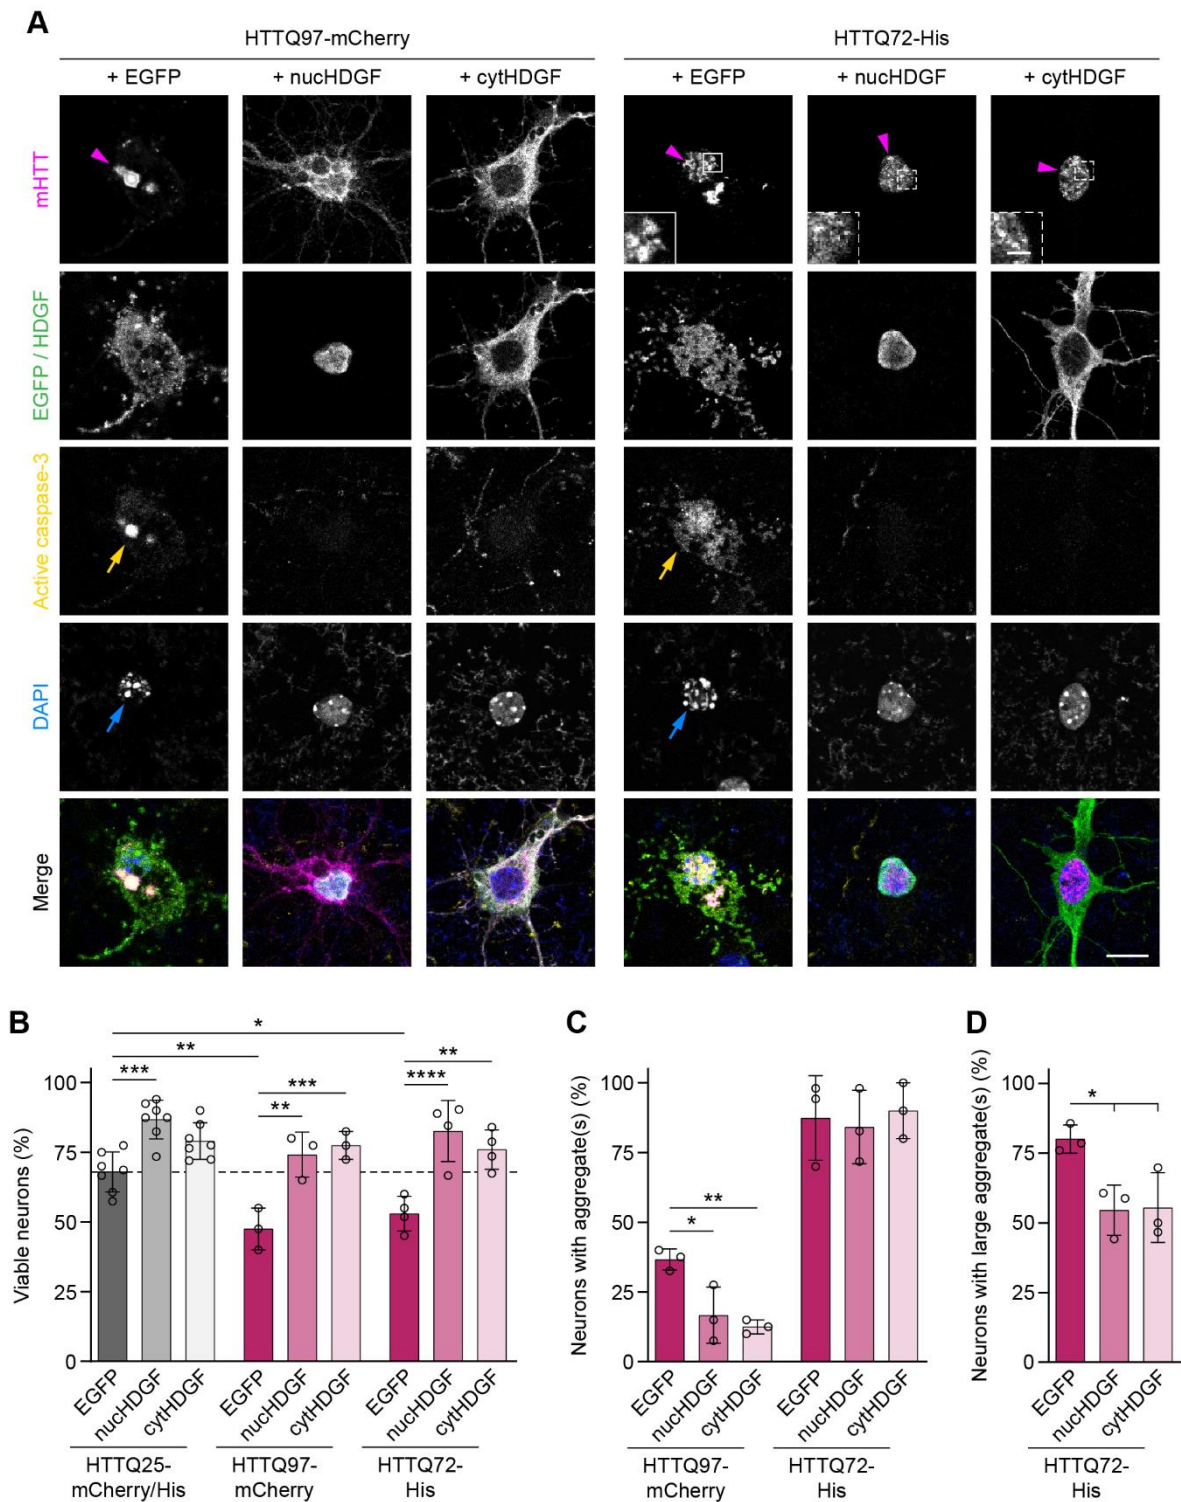 A
HTTQ97-mCherry
HTTQ72-His
+ EGFP
+ nucHDGF
+ cytHDGF
+ EGFP
+ nucHDGF
+ cytHDGF
mHTT
EGFP / HDGF
Active caspase-3
DAPI
Merge
B
Viable neurons (%)
100
75
50
25
0
*
**
***
***
**
**
****
EGFP
nucHDGF
cytHDGF
EGFP
nucHDGF
cytHDGF
EGFP
nucHDGF
cytHDGF
HTTQ25-
mCherry/His
HTTQ97-
mCherry
HTTQ72-
His
C
Neurons with aggregate(s) (%)
100
75
50
25
0
**
*
EGFP
nucHDGF
cytHDGF
EGFP
nucHDGF
cytHDGF
HTTQ97-
mCherry
HTTQ72-
His
D
Neurons with large aggregate(s) (%)
100
75
50
25
0
*
EGFP
nucHDGF
cytHDGF
HTTQ72-
His